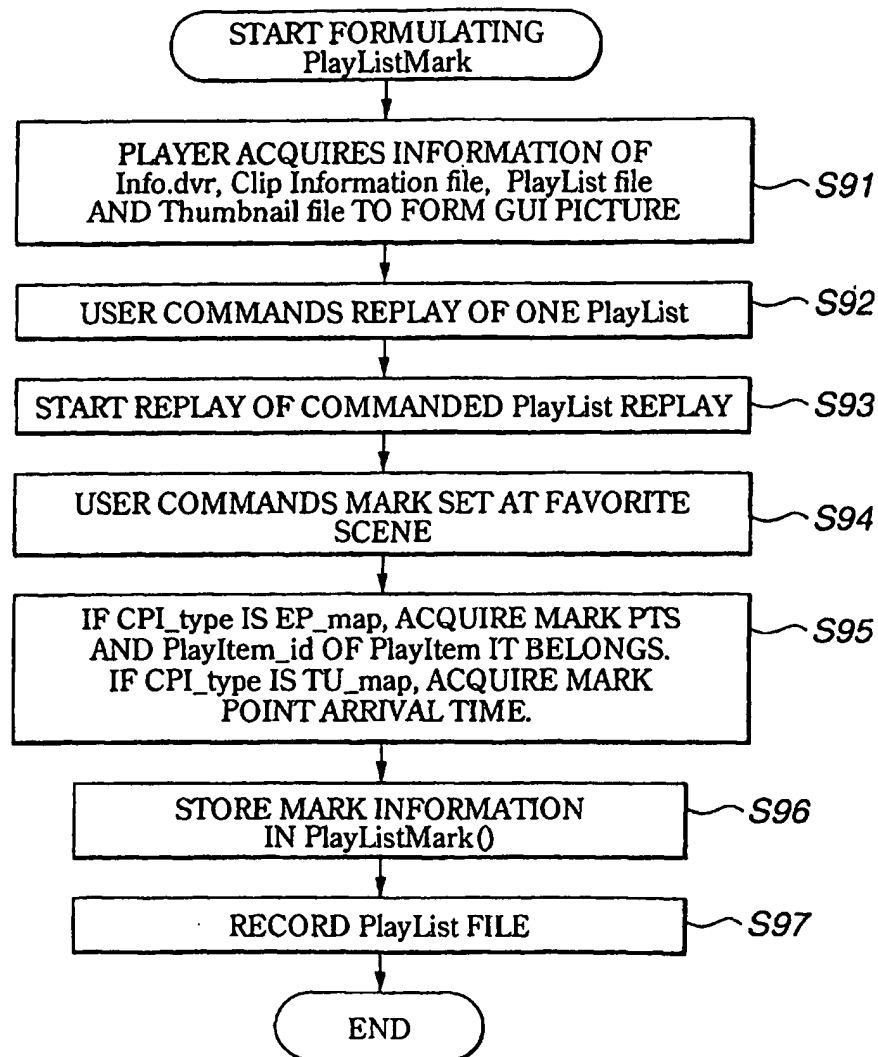 START FORMULATING
PlayListMark
PLAYER ACQUIRES INFORMATION OF
Info.dvr, Clip Information file, PlayList file
AND Thumbnail file TO FORM GUI PICTURE
S91
USER COMMANDS REPLAY OF ONE PlayList
S92
START REPLAY OF COMMANDED PlayList REPLAY
S93
USER COMMANDS MARK SET AT FAVORITE
SCENE
S94
IF CPI_type IS EP_map, ACQUIRE MARK PTS
AND PlayItem_id OF PlayItem IT BELONGS.
IF CPI_type IS TU_map, ACQUIRE MARK
POINT ARRIVAL TIME.
S95
STORE MARK INFORMATION
IN PlayListMark()
S96
RECORD PlayList FILE
S97
END